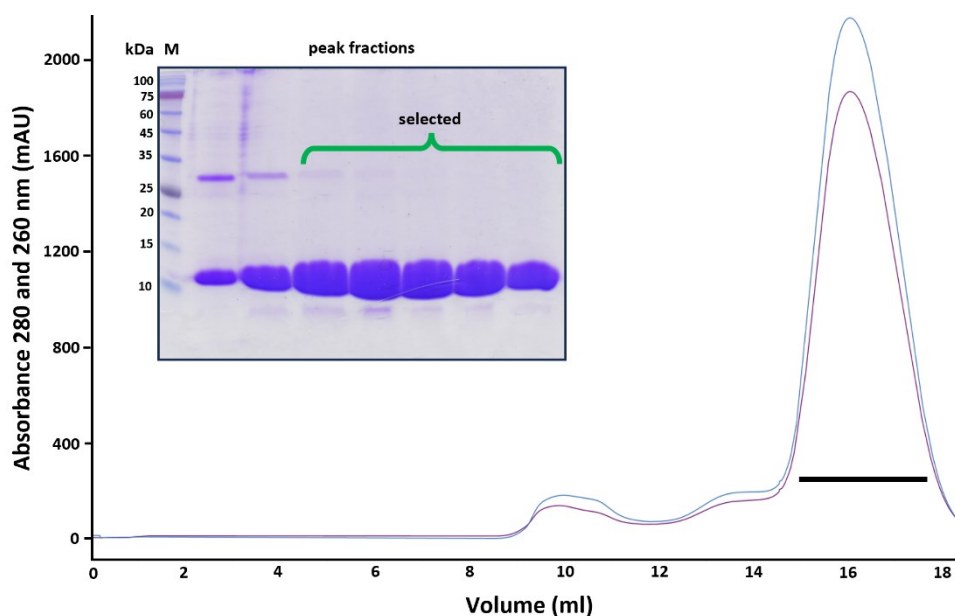 kDa M
peak fractions
selected
100
75
60
45
35
25
20
15
10
Absorbance 280 and 260 nm (mAU)
2000
1600
1200
800
400
0
0 2 4 6 8 10 12 14 16 18
Volume (ml)